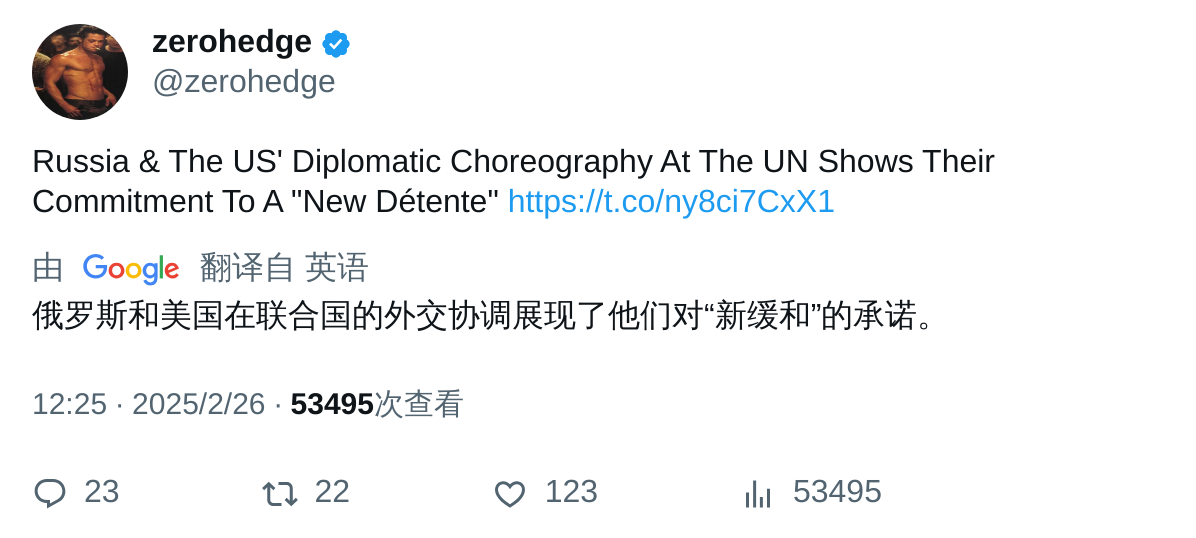 zerohedge
@zerohedge
Russia & The US' Diplomatic Choreography At The UN Shows Their
Commitment To A "New Détente" https://t.co/ny8ci7CxX1
由 Google 翻译自 英语
俄罗斯和美国在联合国的外交协调展现了他们对“新缓和”的承诺。
12:25 · 2025/2/26 · 53495次查看
23 22 123 53495